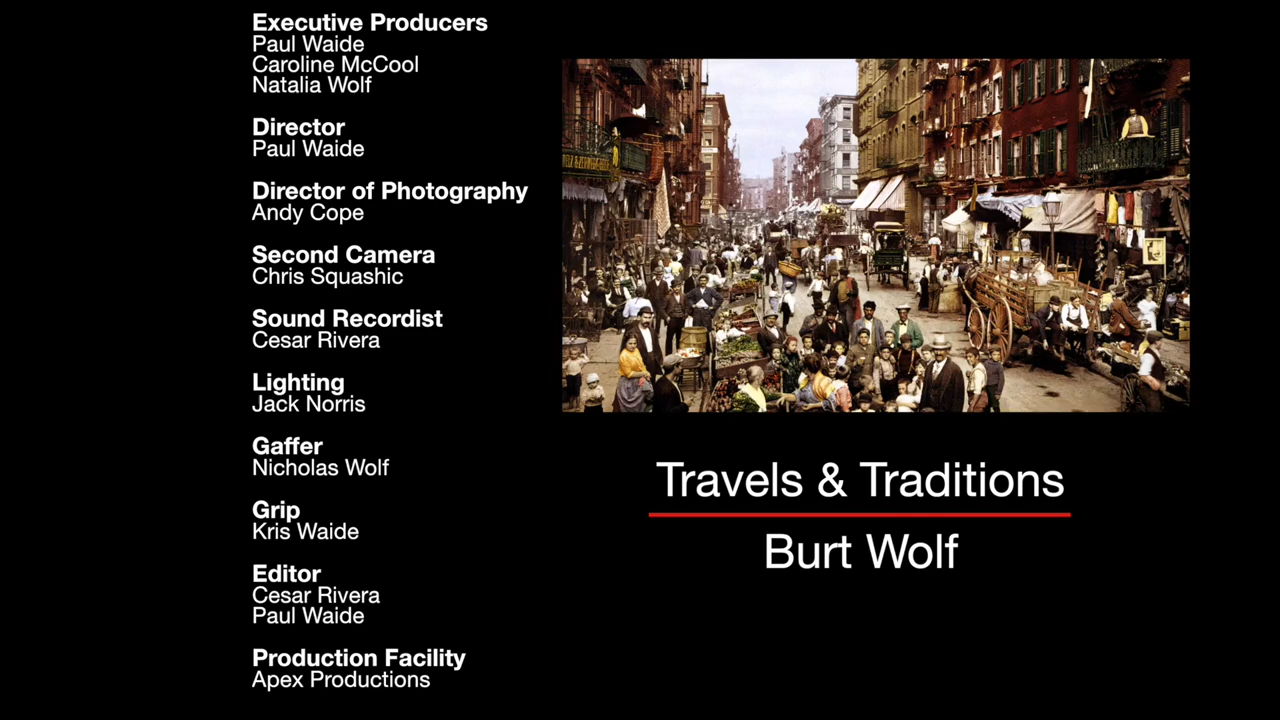 Executive Producers
Paul Waide
Caroline McCool
Natalia Wolf
Director
Paul Waide
Director of Photography
Andy Cope
Second Camera
Chris Squashic
Sound Recordist
Cesar Rivera
Lighting
Jack Norris
Gaffer
Nicholas Wolf
Grip
Kris Waide
Editor
Cesar Rivera
Paul Waide
Production Facility
Apex Productions
Travels & Traditions
Burt Wolf